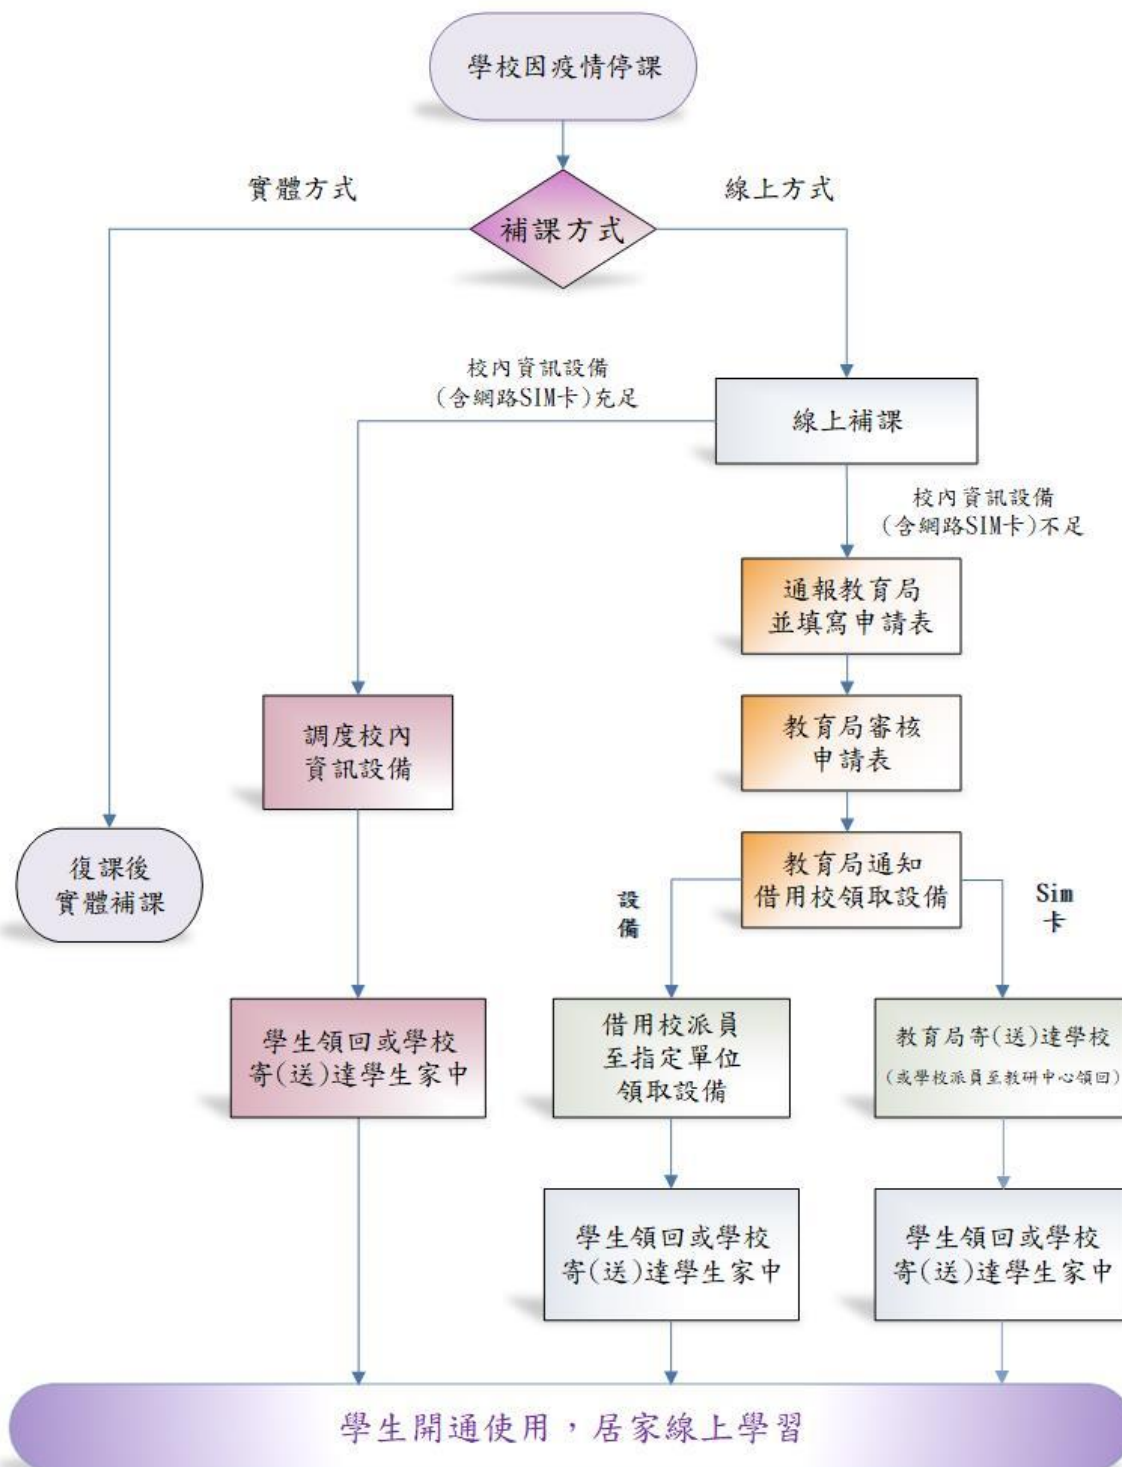 學校因疫情停課
實體方式
線上方式
補課方式
校內資訊設備
(含網路SIM卡)充足
線上補課
校內資訊設備
(含網路SIM卡)不足
通報教育局
並填寫申請表
調度校內
資訊設備
教育局審核
申請表
復課後
實體補課
教育局通知
借用校領取設備
設
備
Sim
卡
學生領回或學校
寄(送)達學生家中
借用校派員
至指定單位
領取設備
教育局寄(送)達學校
(或學校派員至教研中心領回)
學生領回或學校
寄(送)達學生家中
學生領回或學校
寄(送)達學生家中
學生開通使用，居家線上學習